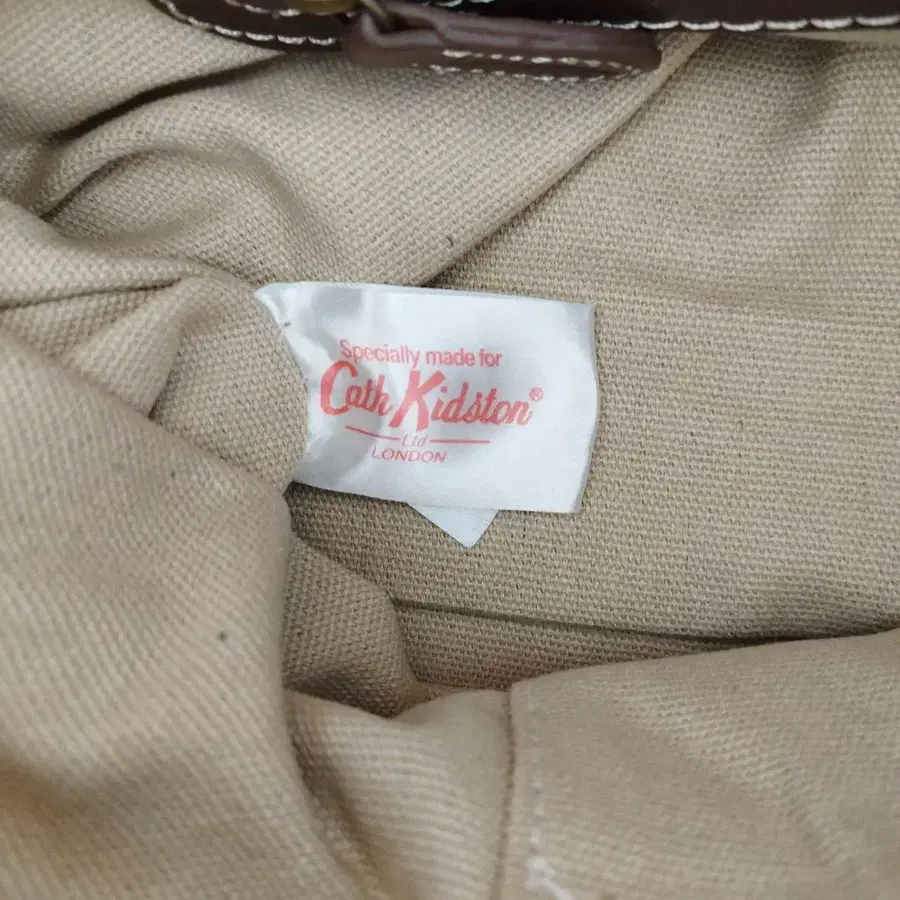 Specially made for
Cath Kidston®
Ltd
LONDON